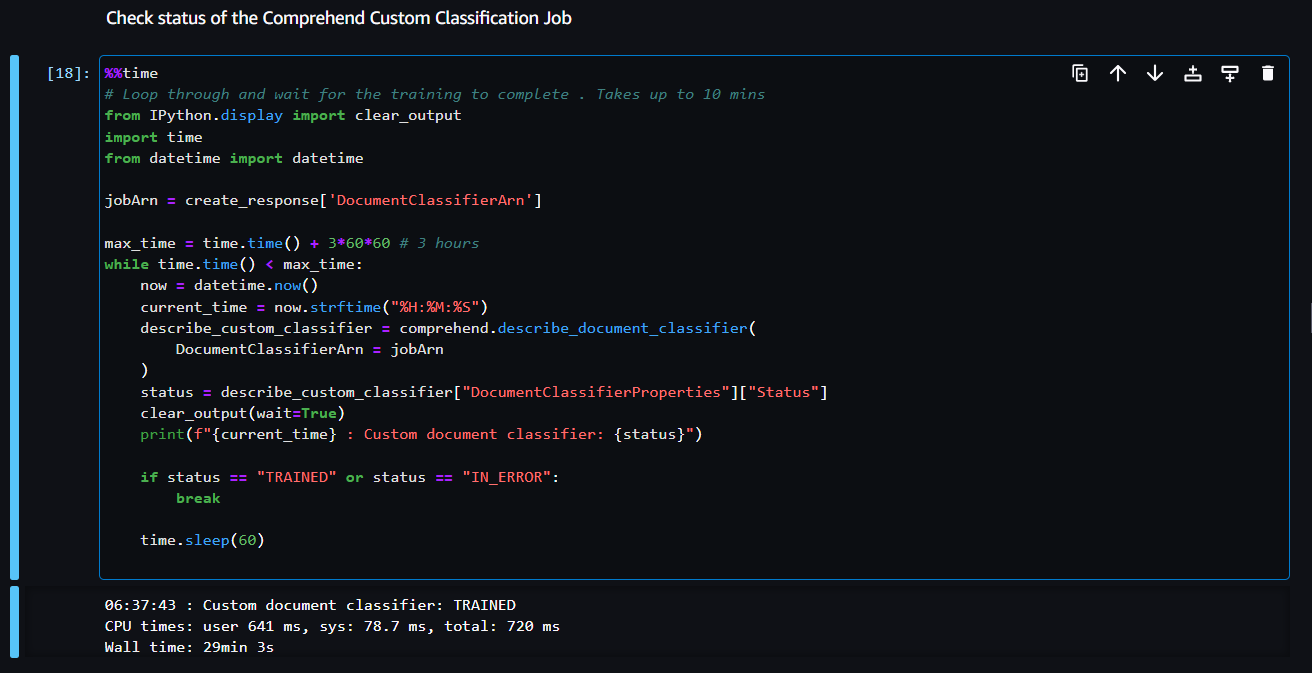 Check status of the Comprehend Custom Classification Job
[18]: %%time
# Loop through and wait for the training to complete . Takes up to 10 mins
from IPython.display import clear_output
import time
from datetime import datetime

jobArn = create_response['DocumentClassifierArn']

max_time = time.time() + 3*60*60 # 3 hours
while time.time() < max_time:
    now = datetime.now()
    current_time = now.strftime("%H:%M:%S")
    describe_custom_classifier = comprehend.describe_document_classifier(
        DocumentClassifierArn = jobArn
    )
    status = describe_custom_classifier["DocumentClassifierProperties"]["Status"]
    clear_output(wait=True)
    print(f"{current_time} : Custom document classifier: {status}")

    if status == "TRAINED" or status == "IN_ERROR":
        break

    time.sleep(60)

06:37:43 : Custom document classifier: TRAINED
CPU times: user 641 ms, sys: 78.7 ms, total: 720 ms
Wall time: 29min 3s